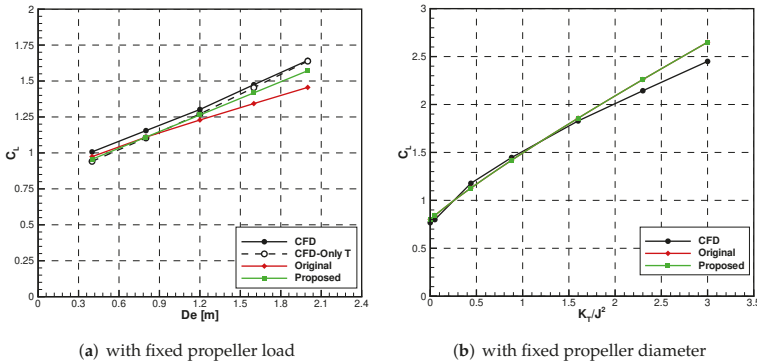 2
1.75
1.5
1.25
1
0.75
0.5
0.25
0
C_L
0 0.3 0.6 0.9 1.2 1.5 1.8 2.1 2.4
De [m]
CFD
CFD-Only T
Original
Proposed
(a) with fixed propeller load
3
2.5
2
1.5
1
0.5
0
C_L
0.5 1 1.5 2 2.5 3 3.5
K_T/J²
CFD
Original
Proposed
(b) with fixed propeller diameter